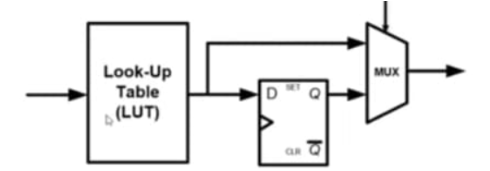 Look-Up
Table
(LUT)
D SET Q
CLR Q̅
MUX